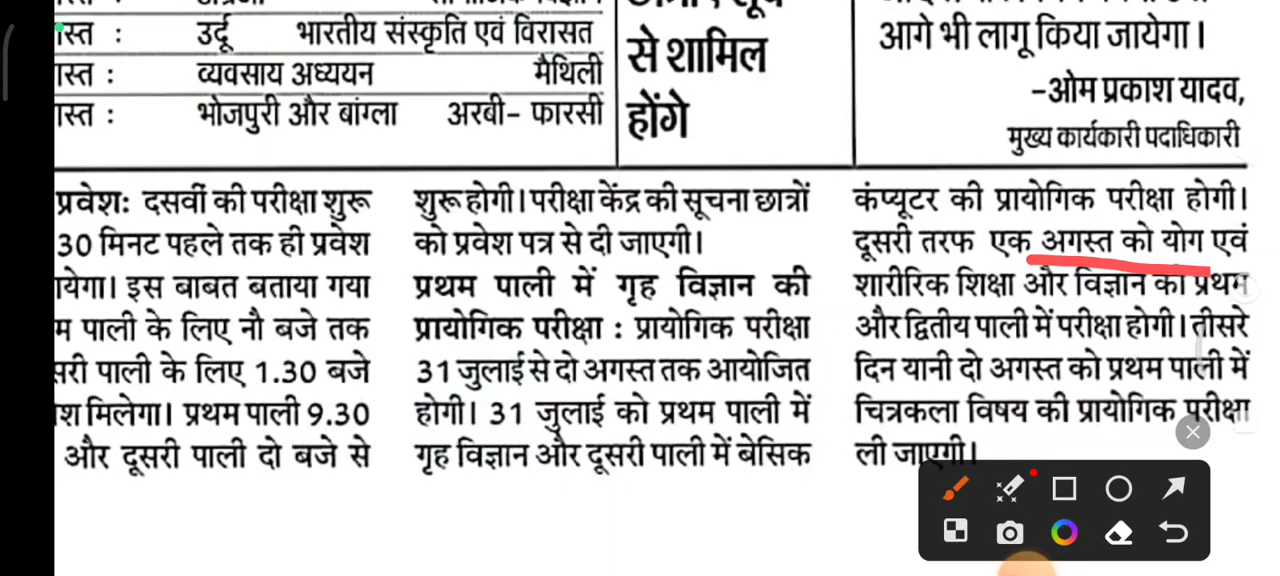 उर्दू भारतीय संस्कृति एवं विरासत
व्यवसाय अध्ययन मैथिली
भोजपुरी और बांग्ला अरबी- फारसी
से शामिल
होंगे
आगे भी लागू किया जायेगा।
-ओम प्रकाश यादव,
मुख्य कार्यकारी पदाधिकारी
प्रवेश: दसवीं की परीक्षा शुरू
30 मिनट पहले तक ही प्रवेश
येगा। इस बाबत बताया गया
म पाली के लिए नौ बजे तक
सरी पाली के लिए 1.30 बजे
श मिलेगा। प्रथम पाली 9.30
और दूसरी पाली दो बजे से
शुरू होगी। परीक्षा केंद्र की सूचना छात्रों
को प्रवेश पत्र से दी जाएगी।
प्रथम पाली में गृह विज्ञान की
प्रायोगिक परीक्षा : प्रायोगिक परीक्षा
31 जुलाई से दो अगस्त तक आयोजित
होगी। 31 जुलाई को प्रथम पाली में
गृह विज्ञान और दूसरी पाली में बेसिक
कंप्यूटर की प्रायोगिक परीक्षा होगी।
दूसरी तरफ एक अगस्त को योग एवं
शारीरिक शिक्षा और विज्ञान की प्रथम
और द्वितीय पाली में परीक्षा होगी। तीसरे
दिन यानी दो अगस्त को प्रथम पाली में
चित्रकला विषय की प्रायोगिक परीक्षा
ली जाएगी।